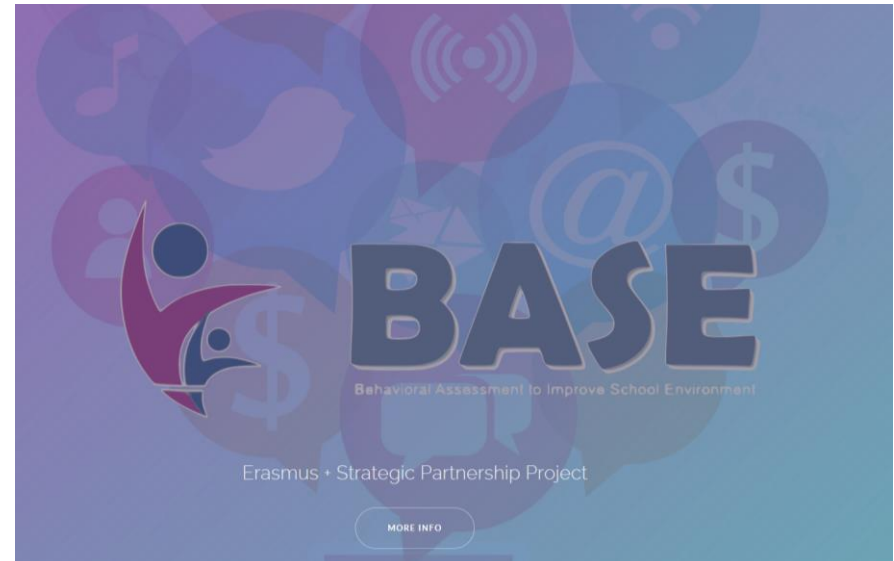 BASE
Behavioral Assessment to Improve School Environment
Erasmus + Strategic Partnership Project
MORE INFO